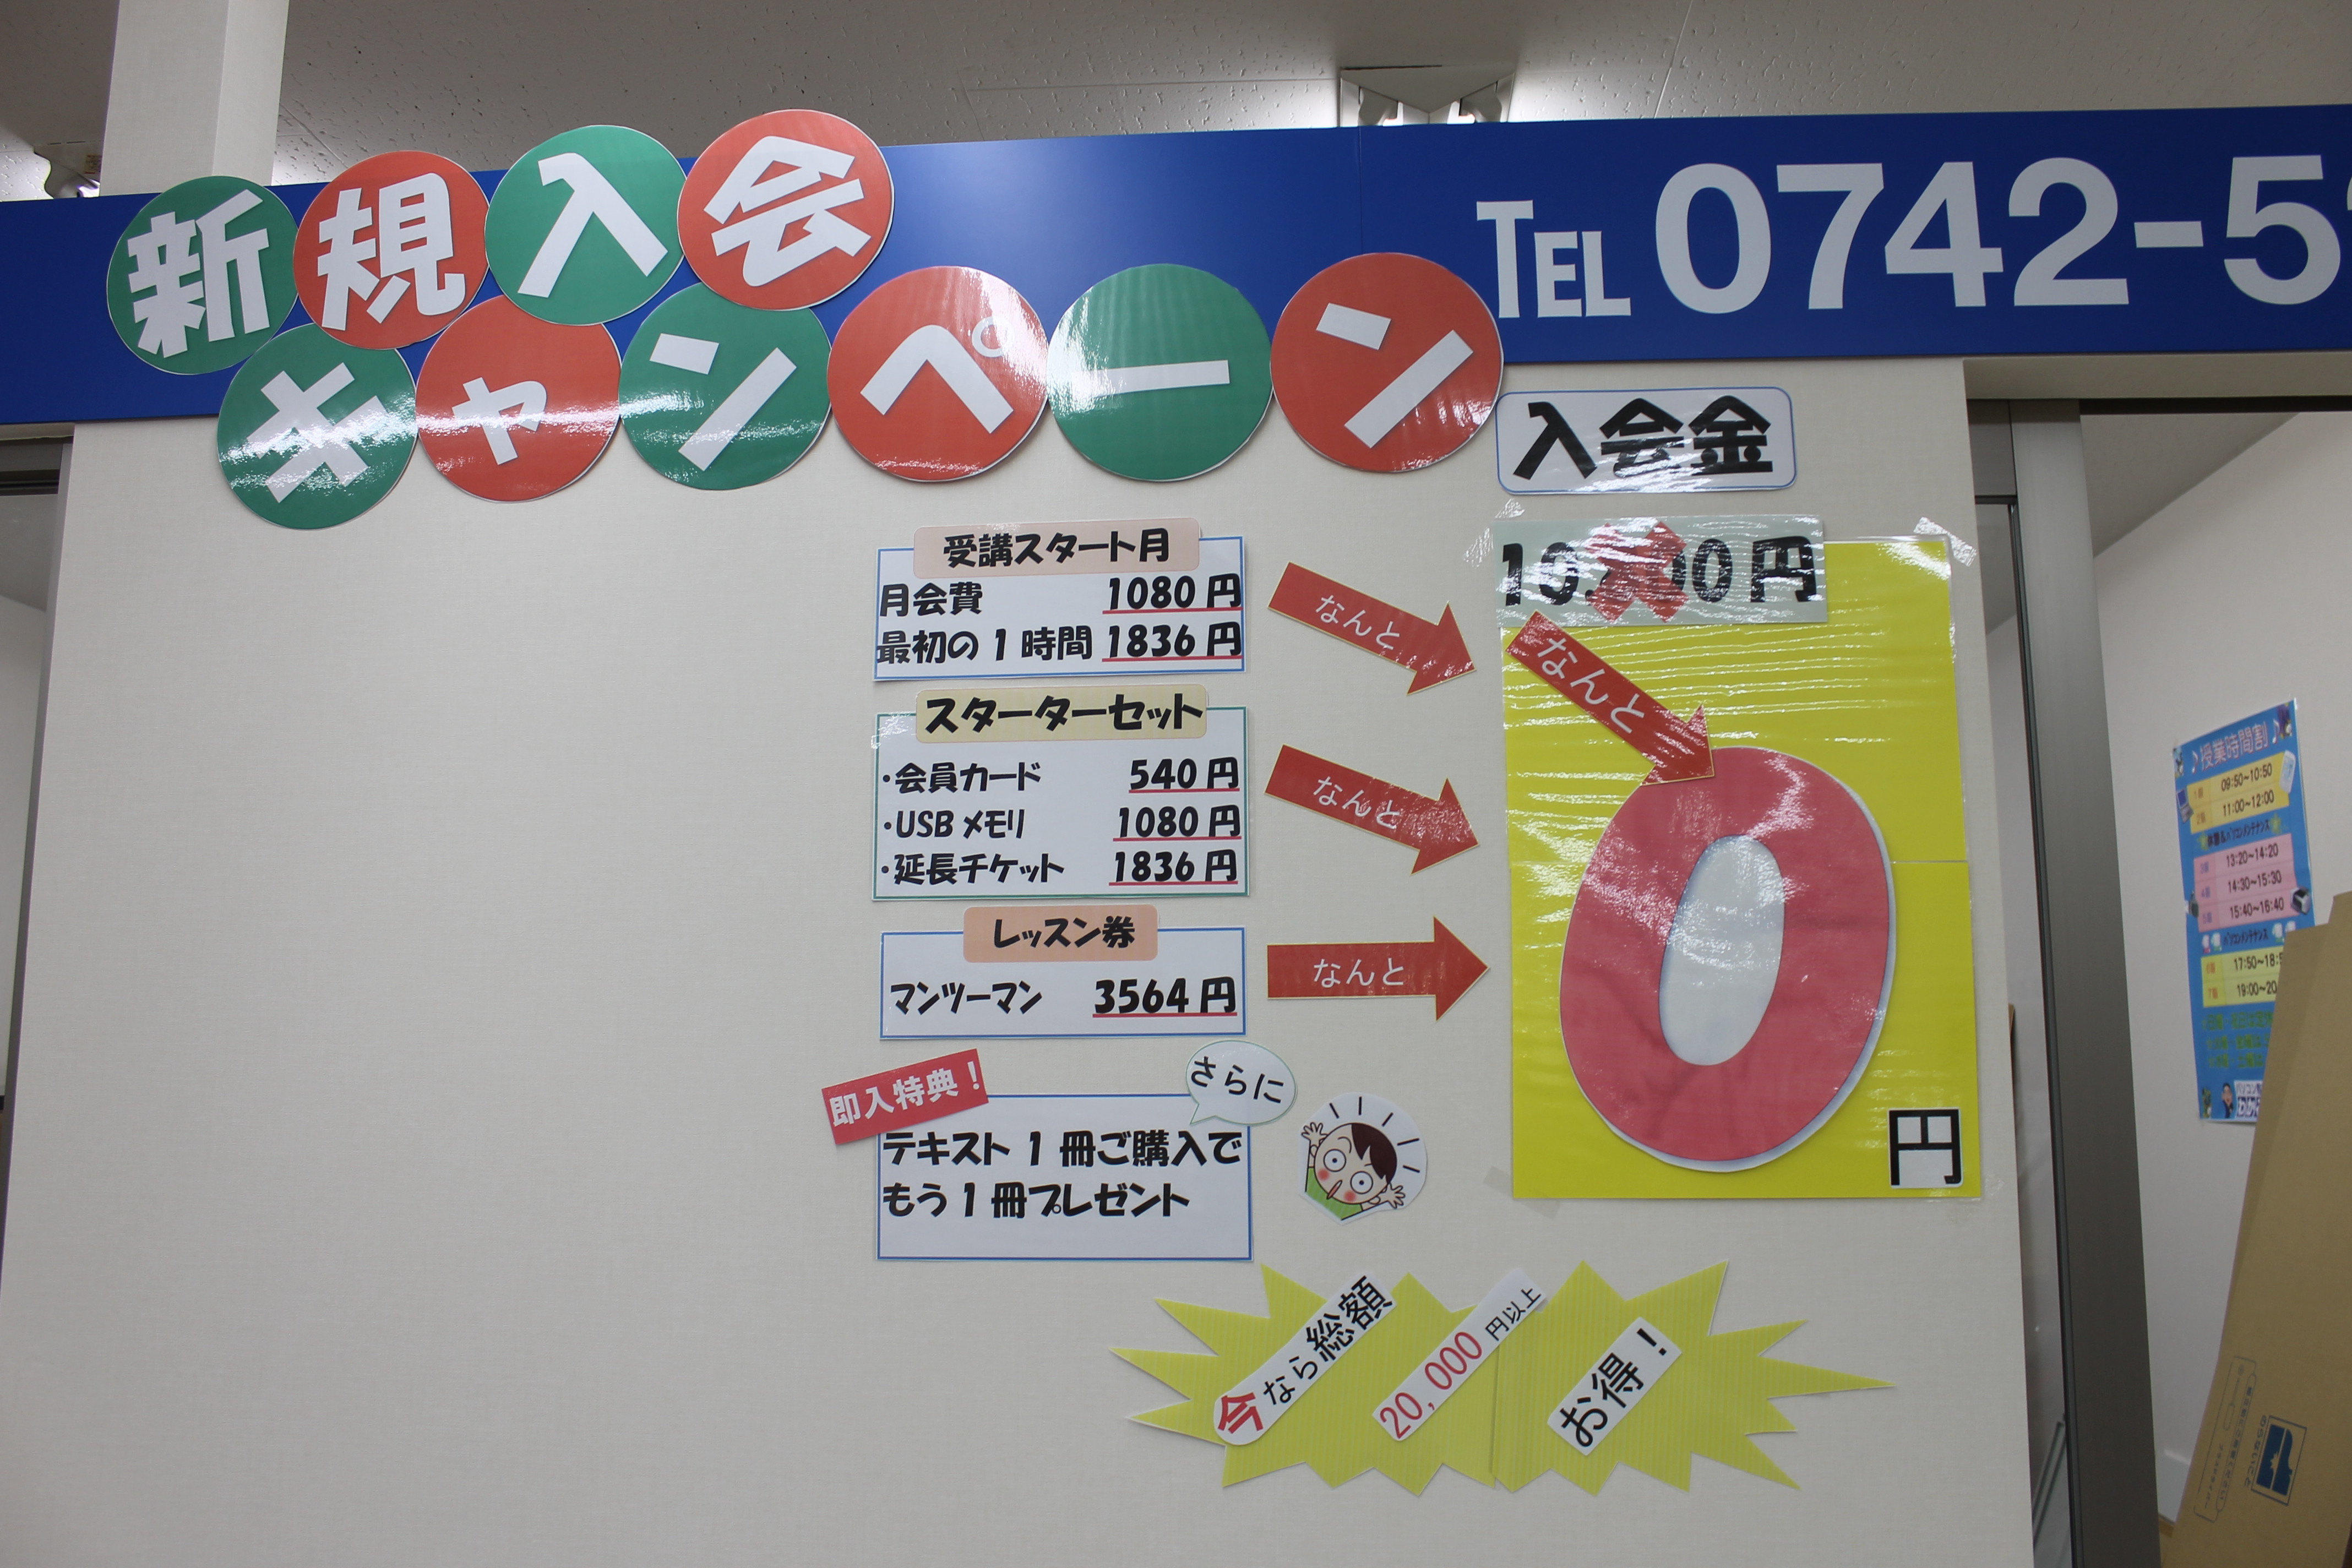 新規入会
キャンペーン
TEL 0742-5
入会金
円
なんと
0
円
受講スタート月
月会費 1080円
最初の1時間 1836円
なんと
スターターセット
・会員カード 540円
・USBメモリ 1080円
・延長チケット 1836円
なんと
レッスン券
マンツーマン 3564円
なんと
即入特典！
さらに
テキスト1冊ご購入で
もう1冊プレゼント
今なら総額
20,000円以上
お得！
♪授業時間割♪
09:50~10:50
11:00~12:00
13:20~14:20
14:30~15:30
15:40~16:40
17:50~18:5
19:00~20